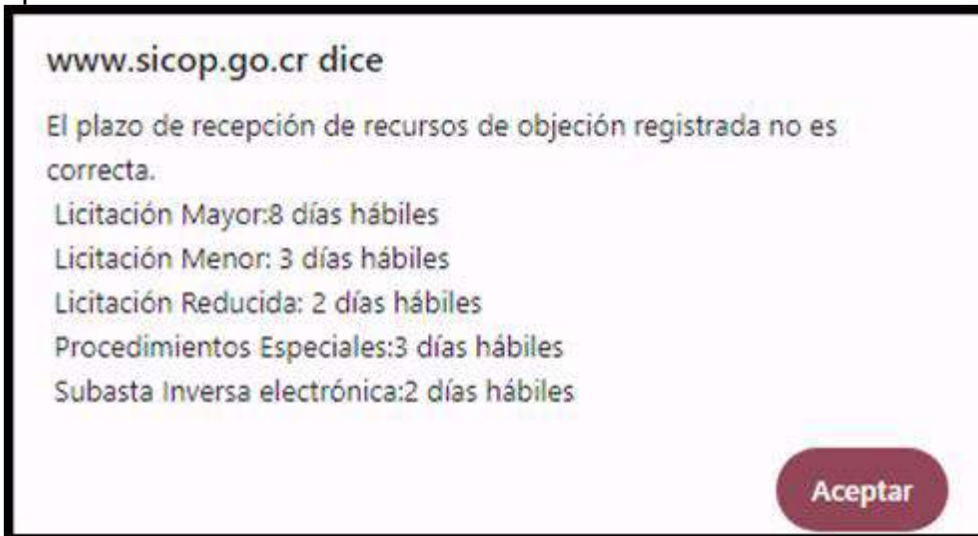 www.sicop.go.cr dice
El plazo de recepción de recursos de objeción registrada no es
correcta.
Licitación Mayor:8 días hábiles
Licitación Menor: 3 días hábiles
Licitación Reducida: 2 días hábiles
Procedimientos Especiales:3 días hábiles
Subasta Inversa electrónica:2 días hábiles
Aceptar